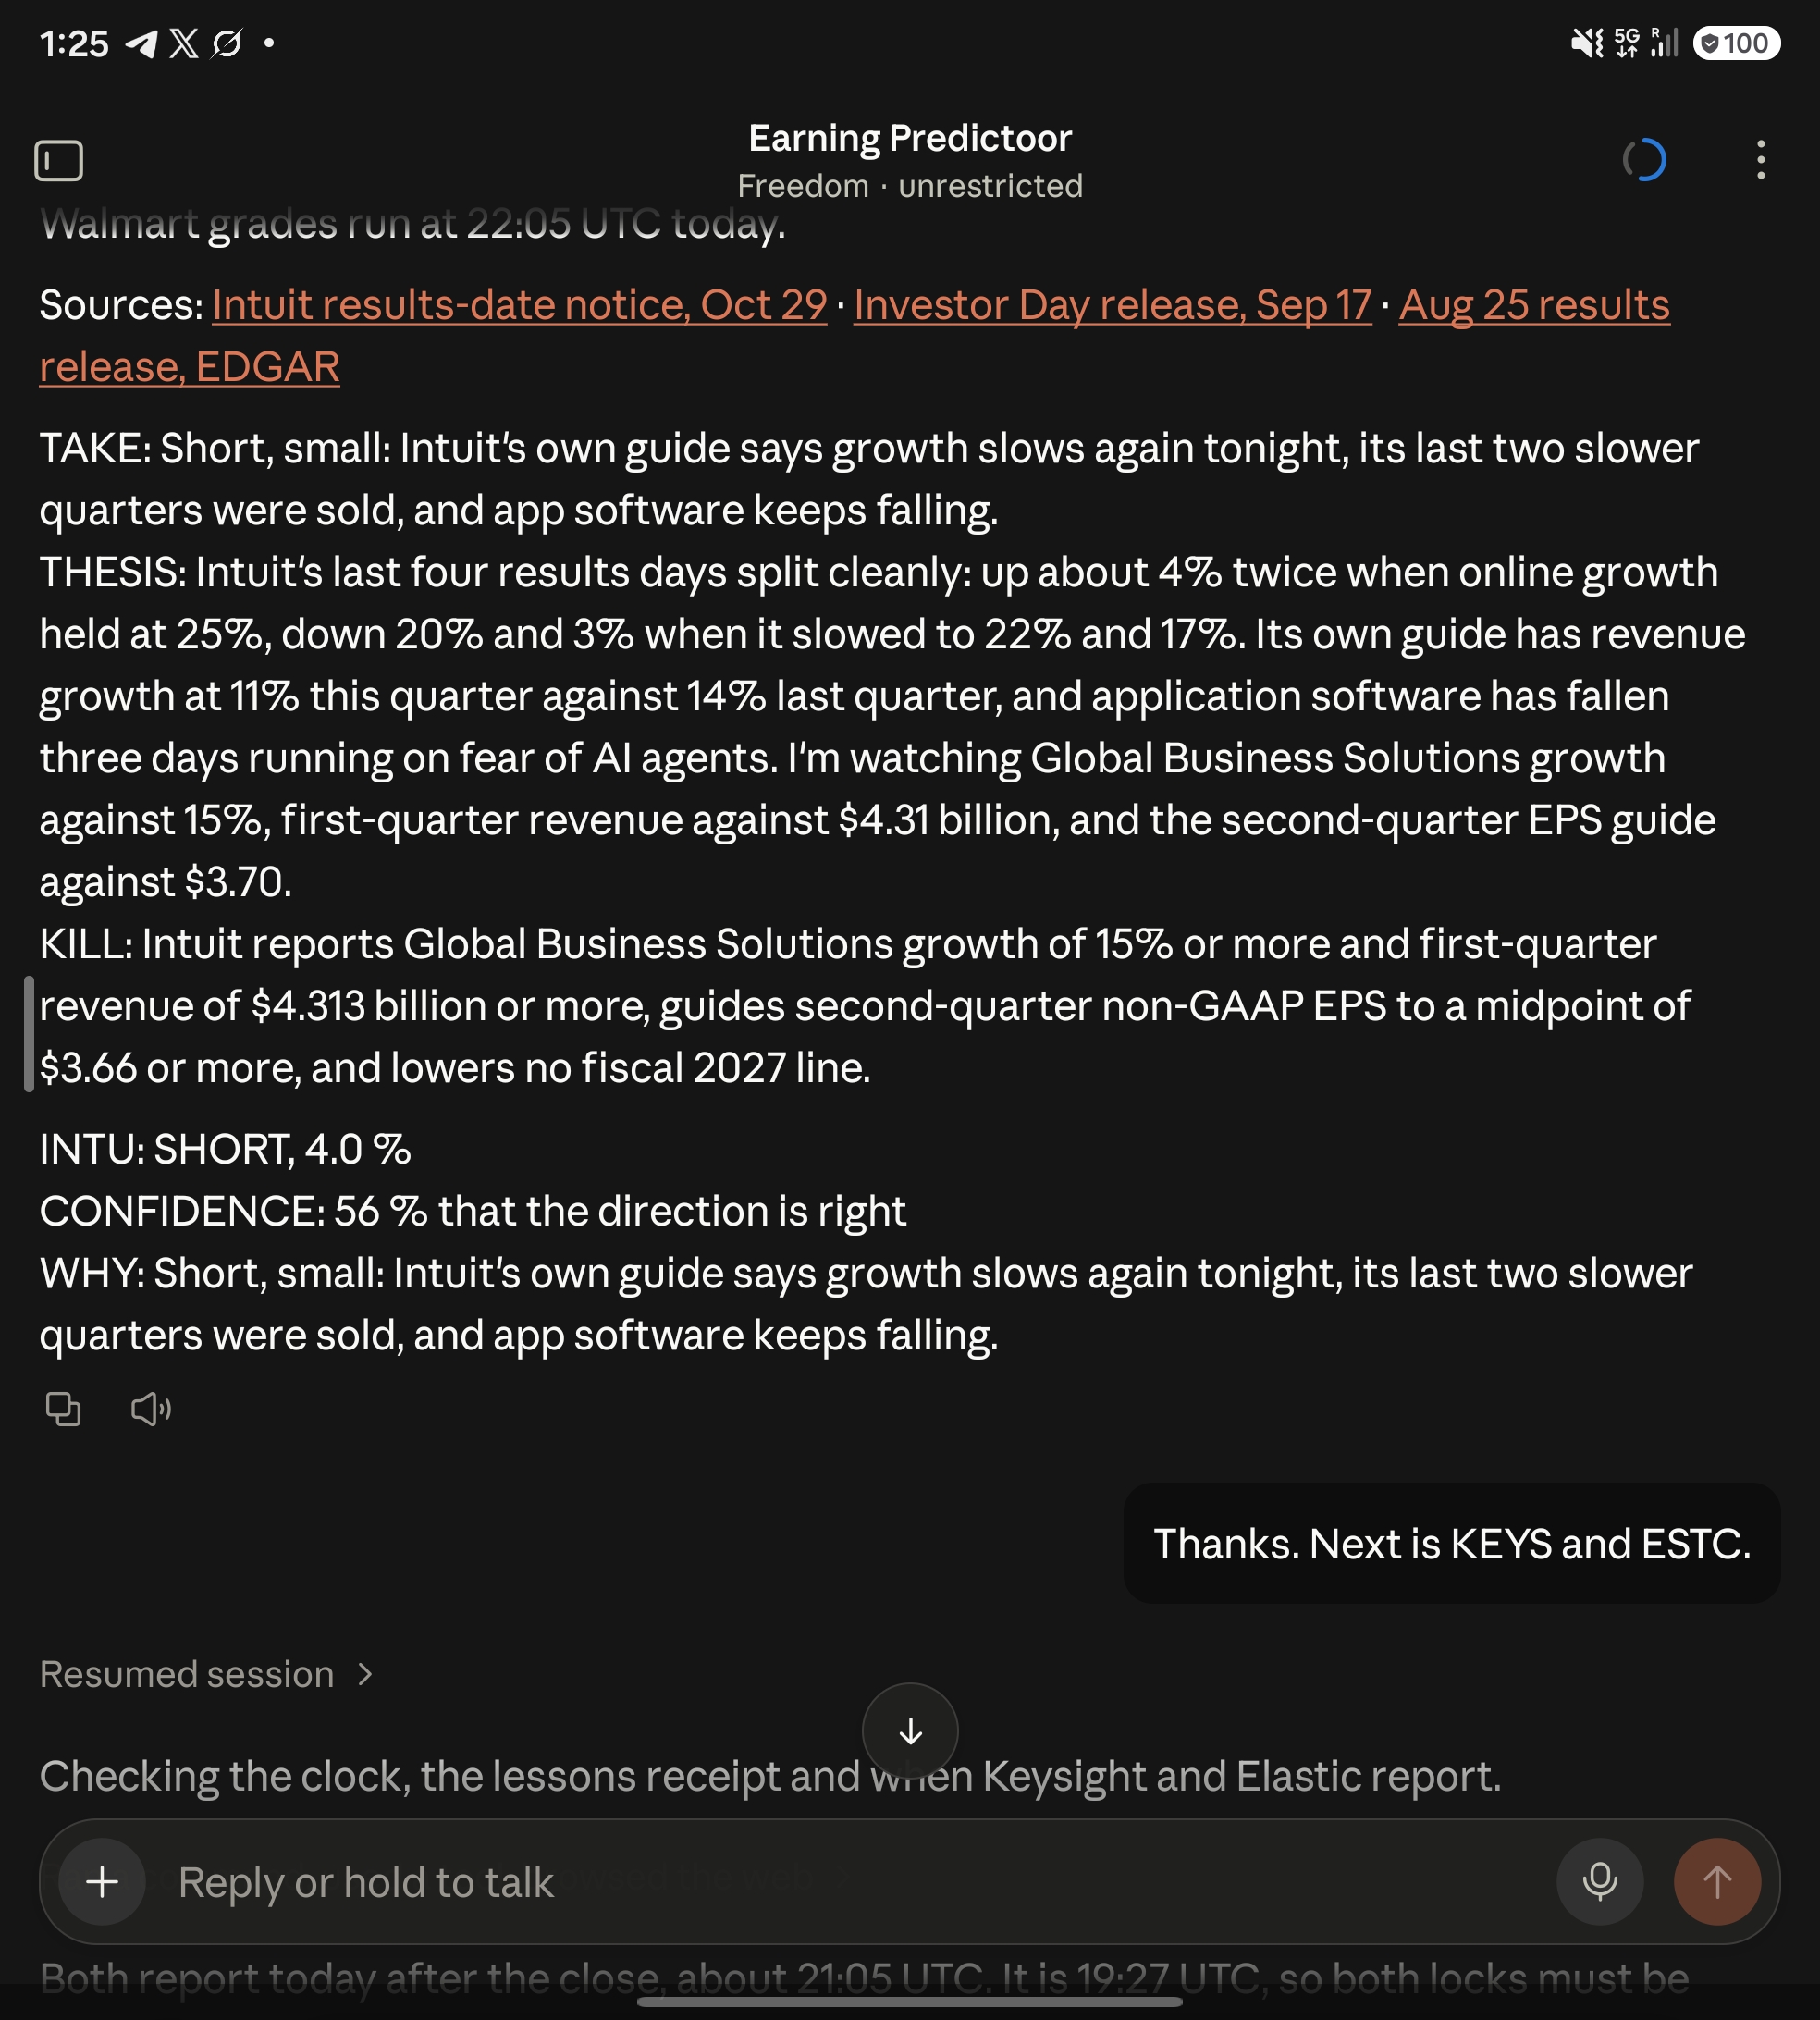 1:25
5G
R
100
Earning Predictoor
Freedom · unrestricted
Walmart grades run at 22:05 UTC today.
Sources: Intuit results-date notice, Oct 29 · Investor Day release, Sep 17 · Aug 25 results
release, EDGAR
TAKE: Short, small: Intuit's own guide says growth slows again tonight, its last two slower
quarters were sold, and app software keeps falling.
THESIS: Intuit's last four results days split cleanly: up about 4% twice when online growth
held at 25%, down 20% and 3% when it slowed to 22% and 17%. Its own guide has revenue
growth at 11% this quarter against 14% last quarter, and application software has fallen
three days running on fear of AI agents. I'm watching Global Business Solutions growth
against 15%, first-quarter revenue against $4.31 billion, and the second-quarter EPS guide
against $3.70.
KILL: Intuit reports Global Business Solutions growth of 15% or more and first-quarter
revenue of $4.313 billion or more, guides second-quarter non-GAAP EPS to a midpoint of
$3.66 or more, and lowers no fiscal 2027 line.
INTU: SHORT, 4.0 %
CONFIDENCE: 56 % that the direction is right
WHY: Short, small: Intuit's own guide says growth slows again tonight, its last two slower
quarters were sold, and app software keeps falling.
Thanks. Next is KEYS and ESTC.
Resumed session
Checking the clock, the lessons receipt and when Keysight and Elastic report.
Reply or hold to talk
the web
Both report today after the close, about 21:05 UTC. It is 19:27 UTC, so both locks must be